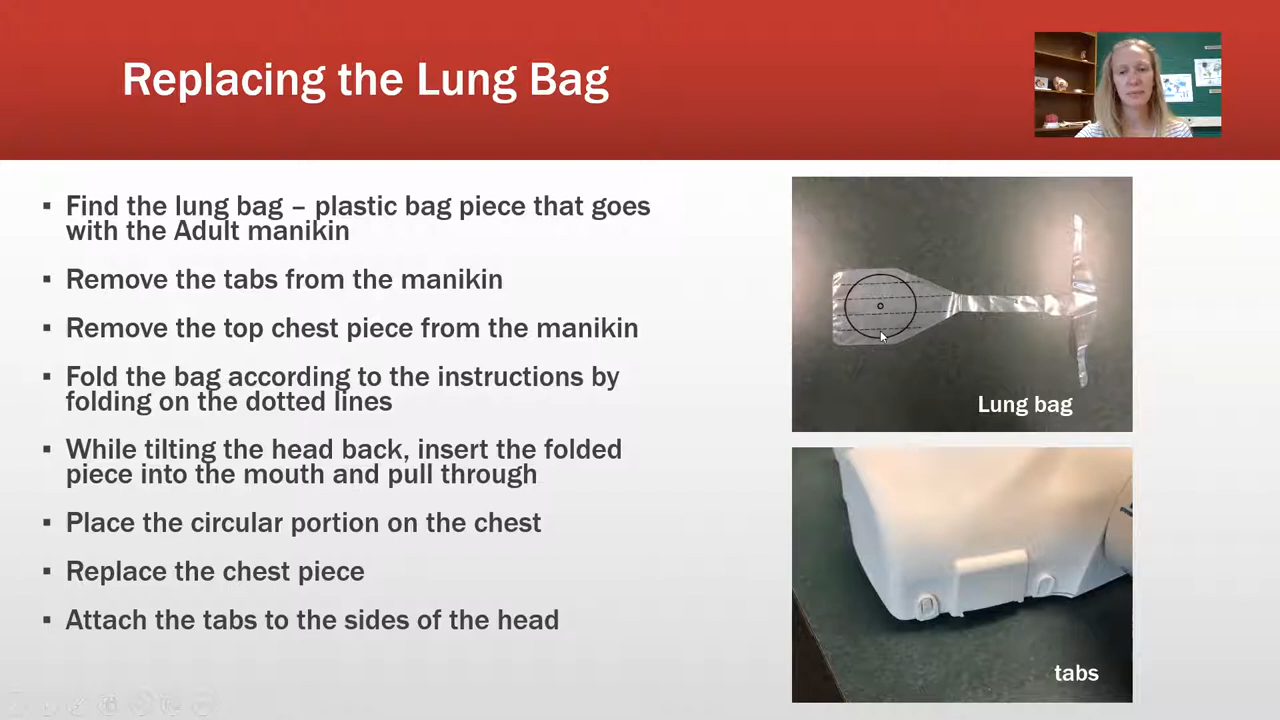 Replacing the Lung Bag
▪ Find the lung bag – plastic bag piece that goes
with the Adult manikin
▪ Remove the tabs from the manikin
▪ Remove the top chest piece from the manikin
▪ Fold the bag according to the instructions by
folding on the dotted lines
▪ While tilting the head back, insert the folded
piece into the mouth and pull through
▪ Place the circular portion on the chest
▪ Replace the chest piece
▪ Attach the tabs to the sides of the head
Lung bag
tabs